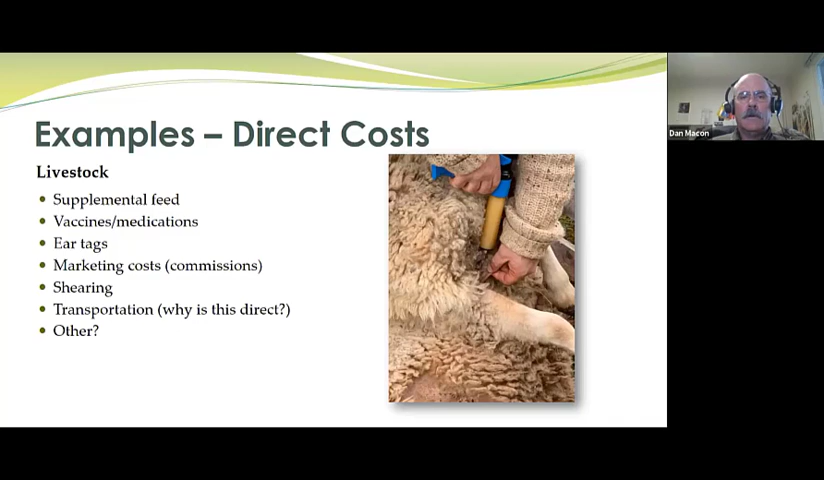 Examples – Direct Costs
Livestock
• Supplemental feed
• Vaccines/medications
• Ear tags
• Marketing costs (commissions)
• Shearing
• Transportation (why is this direct?)
• Other?
Dan Macon